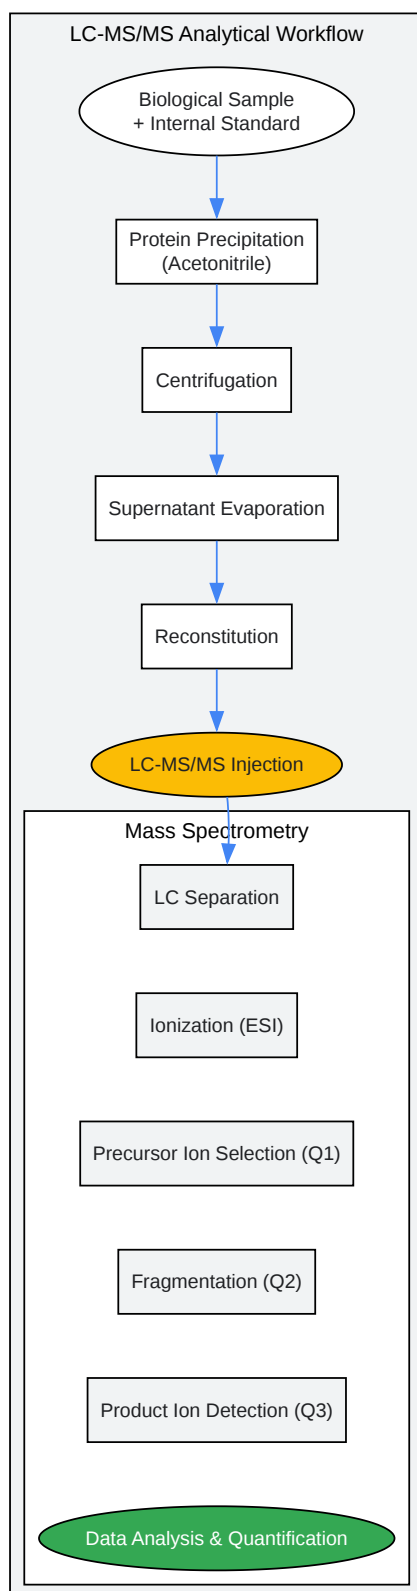 LC-MS/MS Analytical Workflow
Biological Sample
+ Internal Standard
Protein Precipitation
(Acetonitrile)
Centrifugation
Supernatant Evaporation
Reconstitution
LC-MS/MS Injection
Mass Spectrometry
LC Separation
Ionization (ESI)
Precursor Ion Selection (Q1)
Fragmentation (Q2)
Product Ion Detection (Q3)
Data Analysis & Quantification